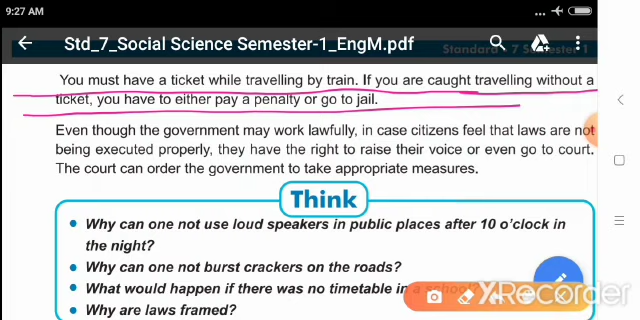 9:27 AM
Std_7_Social Science Semester-1_EngM.pdf
Standard - 7 Semester 1
You must have a ticket while travelling by train. If you are caught travelling without a
ticket, you have to either pay a penalty or go to jail.
Even though the government may work lawfully, in case citizens feel that laws are not
being executed properly, they have the right to raise their voice or even go to court.
The court can order the government to take appropriate measures.
Think
• Why can one not use loud speakers in public places after 10 o'clock in
the night?
• Why can one not burst crackers on the roads?
• What would happen if there was no timetable in a school?
• Why are laws framed?
XRecorder